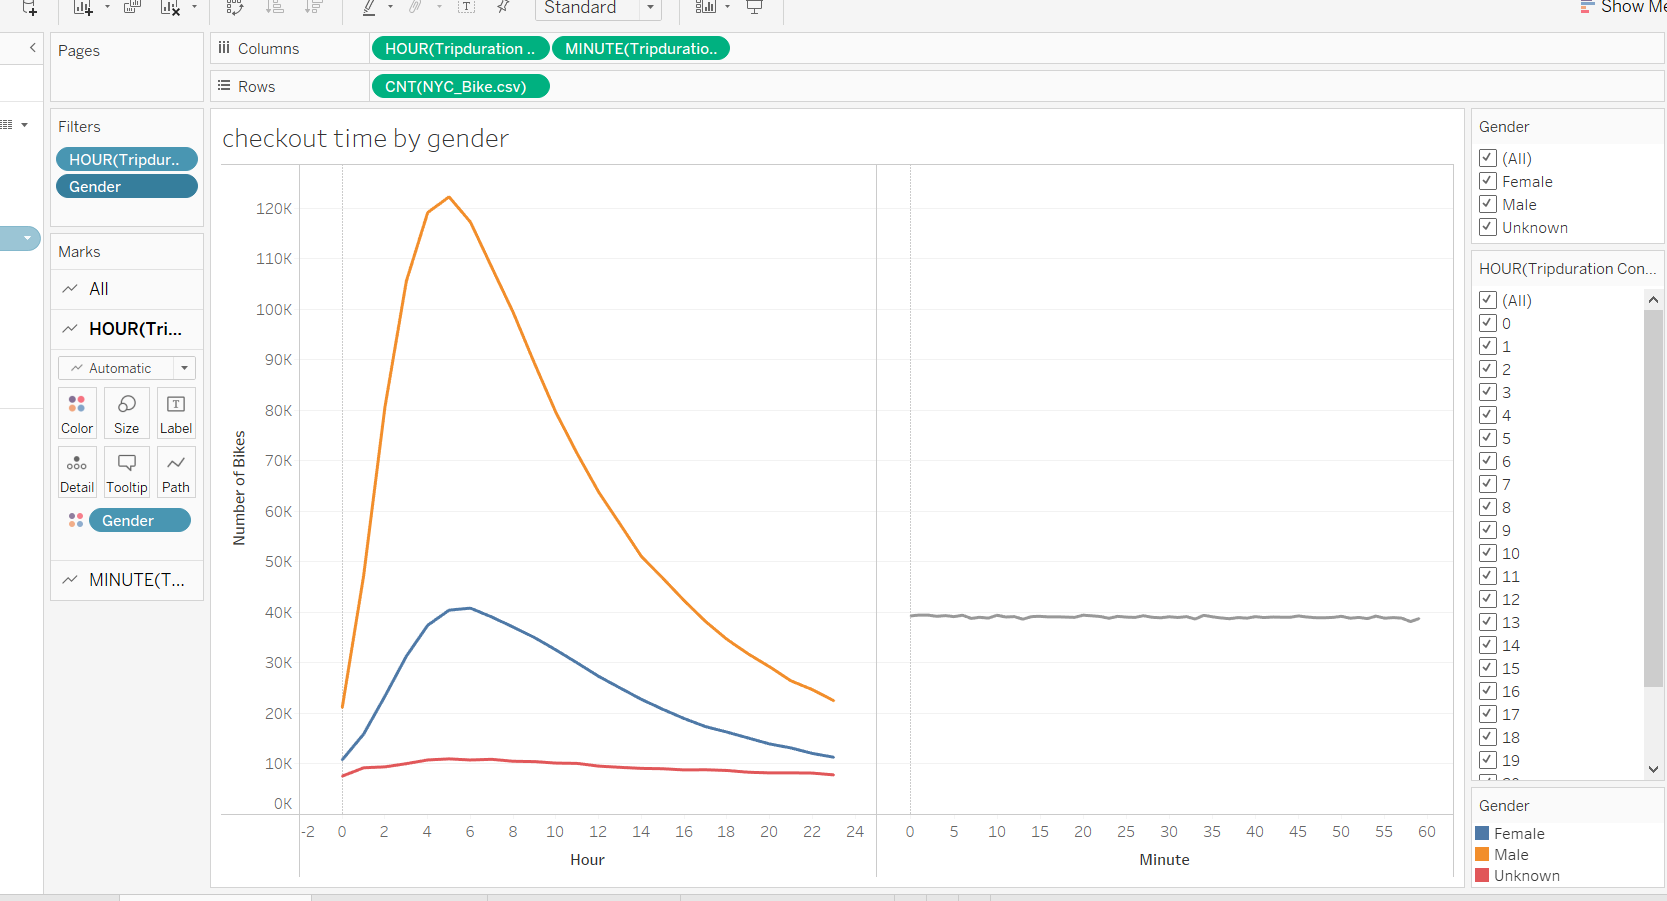 Standard
Show Me
Pages
Columns
HOUR(Tripduration ..
MINUTE(Tripduratio..
Rows
CNT(NYC_Bike.csv)
Filters
HOUR(Tripdur..
Gender
Marks
All
HOUR(Tri...
Automatic
Color
Size
Label
Detail
Tooltip
Path
Gender
MINUTE(T...
checkout time by gender
Number of Bikes
120K
110K
100K
90K
80K
70K
60K
50K
40K
30K
20K
10K
0K
-2 0 2 4 6 8 10 12 14 16 18 20 22 24
Hour
0 5 10 15 20 25 30 35 40 45 50 55 60
Minute
Gender
(All)
Female
Male
Unknown
HOUR(Tripduration Con...
(All)
0
1
2
3
4
5
6
7
8
9
10
11
12
13
14
15
16
17
18
19
Gender
Female
Male
Unknown